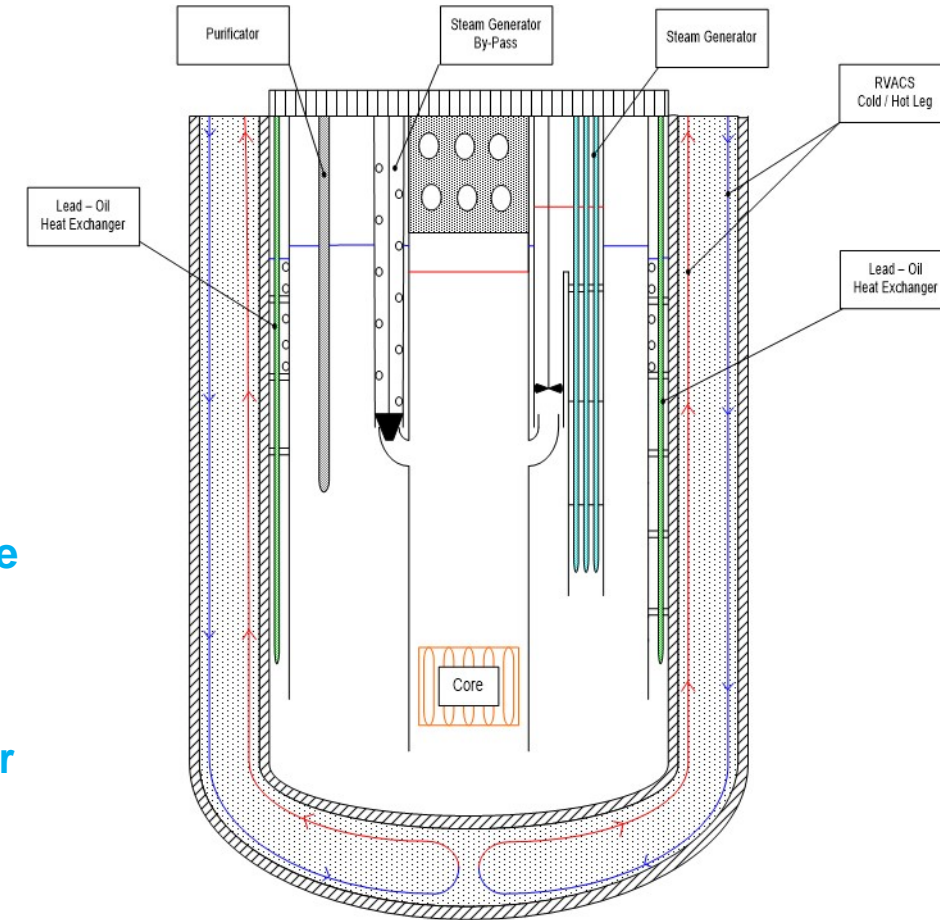 Purificator
Steam Generator
By-Pass
Steam Generator
RVACS
Cold / Hot Leg
Lead – Oil
Heat Exchanger
Lead – Oil
Heat Exchanger
e
r
Core